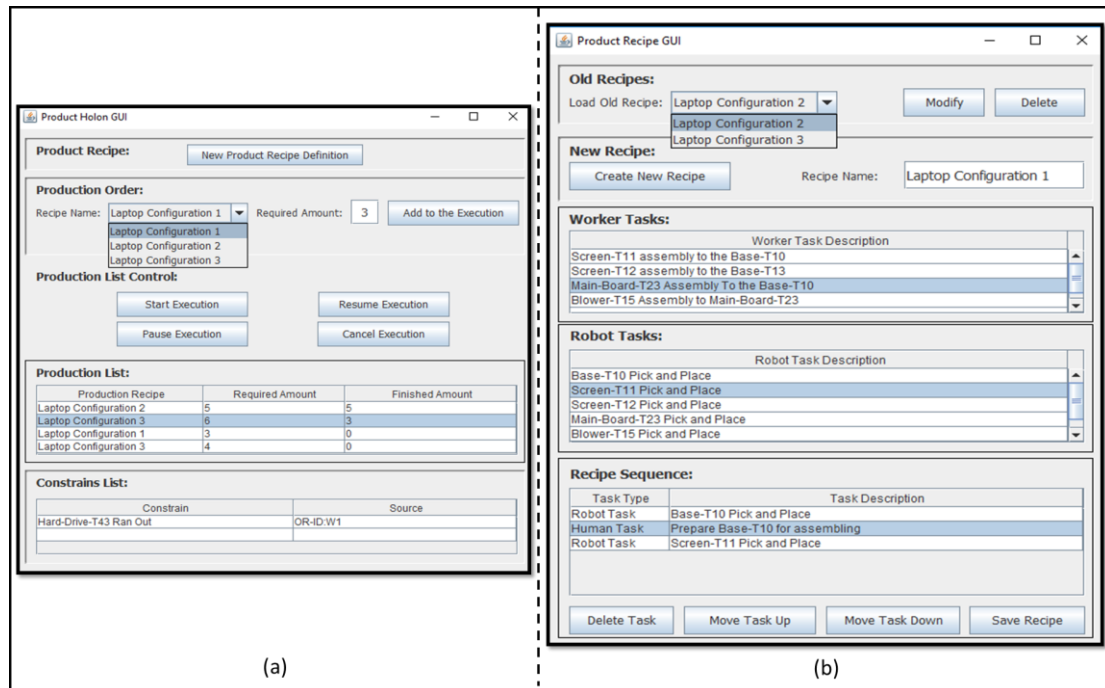 Product Holon GUI
Product Recipe:
New Product Recipe Definition
Production Order:
Recipe Name: Laptop Configuration 1 Required Amount: 3 Add to the Execution
Laptop Configuration 1
Laptop Configuration 2
Laptop Configuration 3
Production List Control:
Start Execution Resume Execution
Pause Execution Cancel Execution
Production List:
Production Recipe Required Amount Finished Amount
Laptop Configuration 2 5 5
Laptop Configuration 3 6 3
Laptop Configuration 1 3 0
Laptop Configuration 3 4 0
Constrains List:
Constrain Source
Hard-Drive-T43 Ran Out OR-ID:W1
(a)
Product Recipe GUI
Old Recipes:
Load Old Recipe: Laptop Configuration 2 Modify Delete
Laptop Configuration 2
Laptop Configuration 3
New Recipe:
Create New Recipe Recipe Name: Laptop Configuration 1
Worker Tasks:
Worker Task Description
Screen-T11 assembly to the Base-T10
Screen-T12 assembly to the Base-T13
Main-Board-T23 Assembly To the Base-T10
Blower-T15 Assembly to Main-Board-T23
Robot Tasks:
Robot Task Description
Base-T10 Pick and Place
Screen-T11 Pick and Place
Screen-T12 Pick and Place
Main-Board-T23 Pick and Place
Blower-T15 Pick and Place
Recipe Sequence:
Task Type Task Description
Robot Task Base-T10 Pick and Place
Human Task Prepare Base-T10 for assembling
Robot Task Screen-T11 Pick and Place
Delete Task Move Task Up Move Task Down Save Recipe
(b)